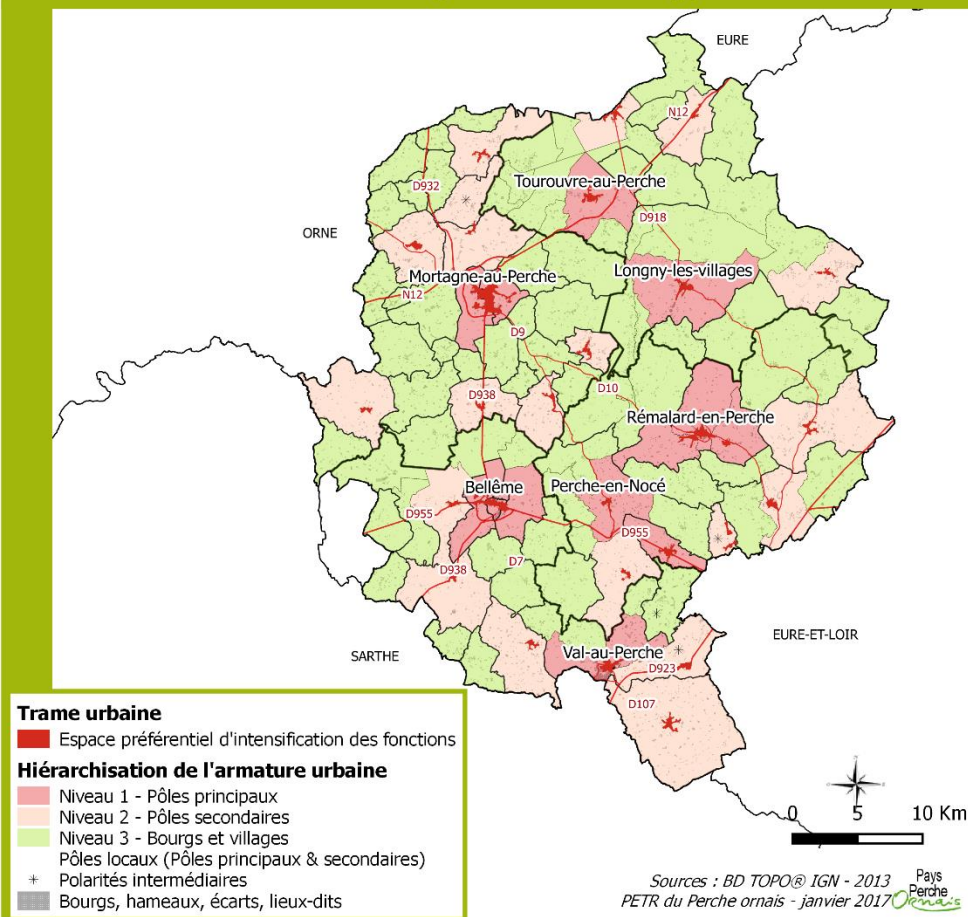 EURE
N12
D932
Tourouvre-au-Perche
D918
ORNE
Longny-les-villages
Mortagne-au-Perche
N12
D9
D10
D938
Rémalard-en-Perche
Bellême
Perche-en-Nocé
D955
D955
D938
D7
EURE-ET-LOIR
SARTHE
Val-au-Perche
D923
D107
Trame urbaine
Espace préférentiel d'intensification des fonctions
Hiérarchisation de l'armature urbaine
Niveau 1 - Pôles principaux
Niveau 2 - Pôles secondaires
Niveau 3 - Bourgs et villages
Pôles locaux (Pôles principaux & secondaires)
Polarités intermédiaires
Bourgs, hameaux, écarts, lieux-dits
0 5 10 Km
Sources : BD TOPO® IGN - 2013
PETR du Perche ornais - janvier 2017
Pays
Perche
Ornais